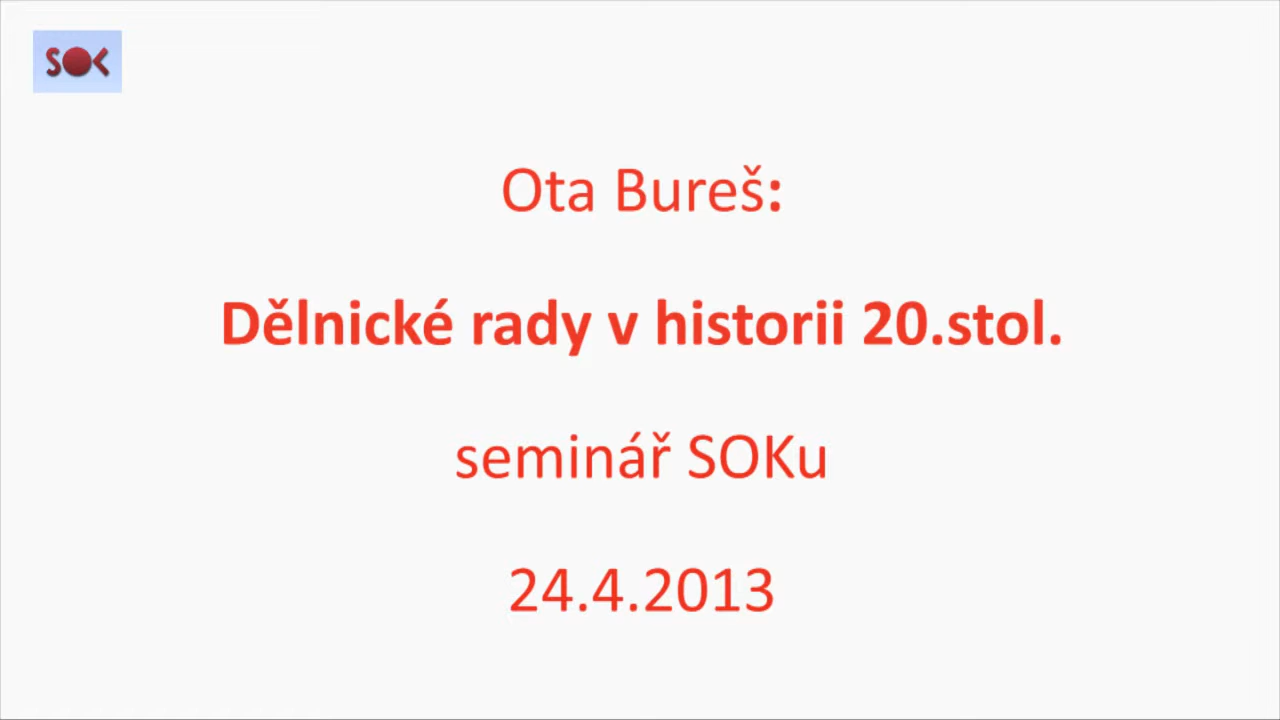 SOK
Ota Bureš:
Dělnické rady v historii 20.stol.
seminář SOKu
24.4.2013